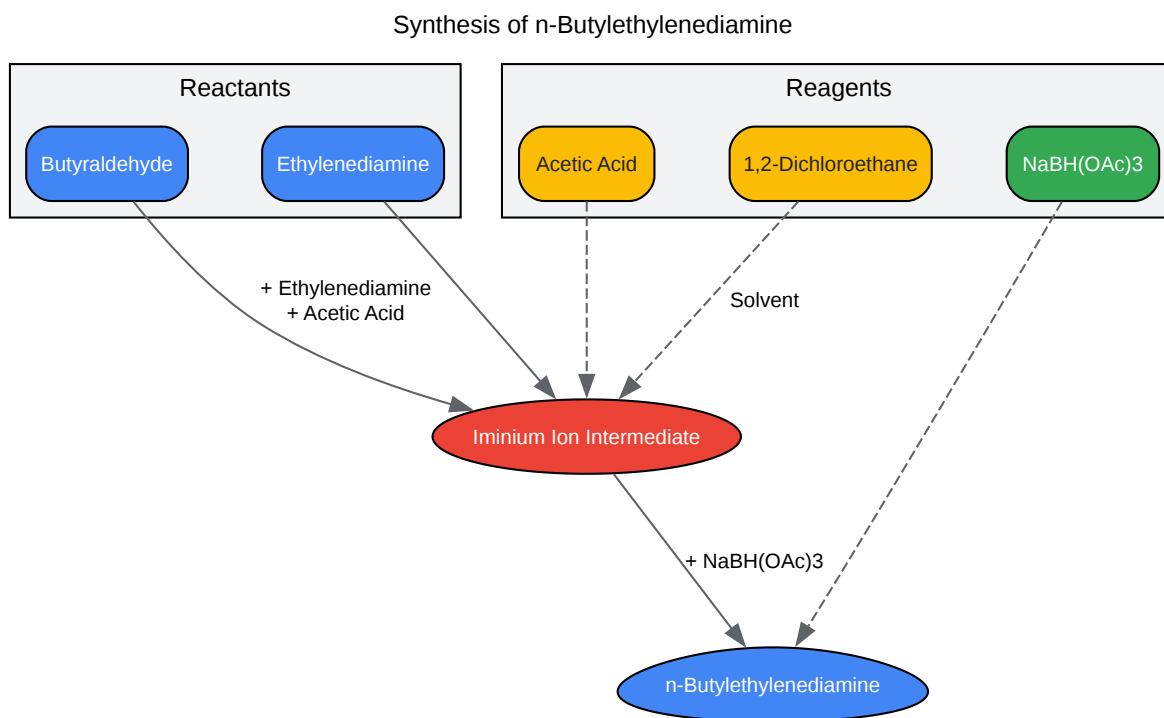 Synthesis of n-Butylethylenediamine
Reactants
Reagents
Butyraldehyde
Ethylenediamine
Acetic Acid
1,2-Dichloroethane
NaBH(OAc)3
+ Ethylenediamine
+ Acetic Acid
Solvent
Iminium Ion Intermediate
+ NaBH(OAc)3
n-Butylethylenediamine